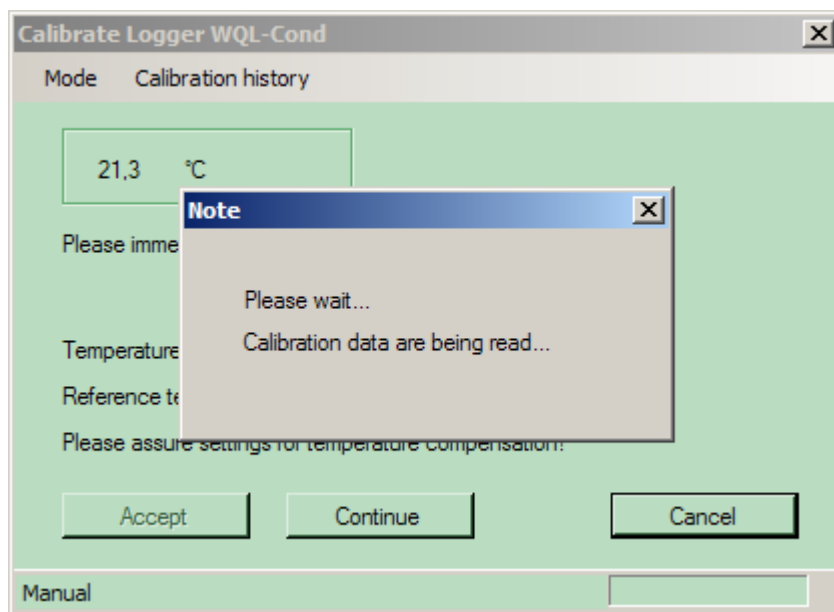 Calibrate Logger WQL-Cond
Mode Calibration history
21,3 °C
Note
Please imme
Please wait...
Calibration data are being read...
Temperature
Reference te
Please assure settings for temperature compensation!
Accept Continue Cancel
Manual